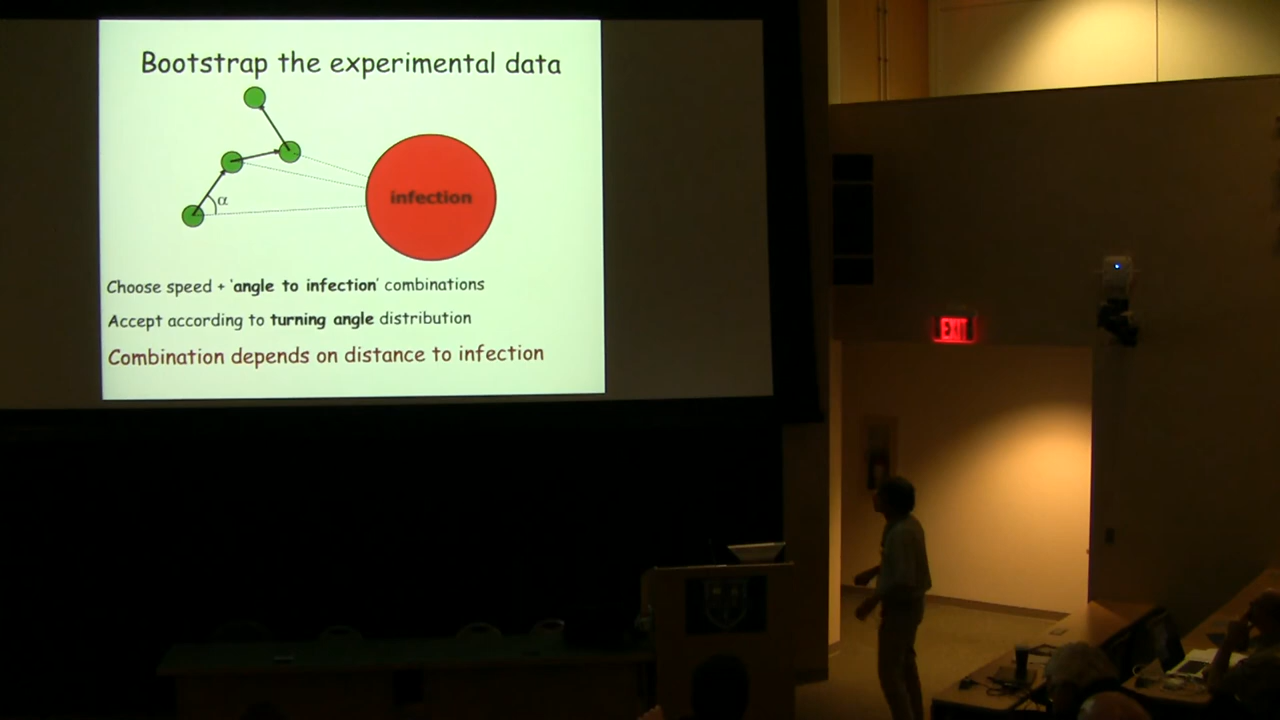 Bootstrap the experimental data
α
infection
Choose speed + 'angle to infection' combinations
Accept according to turning angle distribution
Combination depends on distance to infection
EXIT